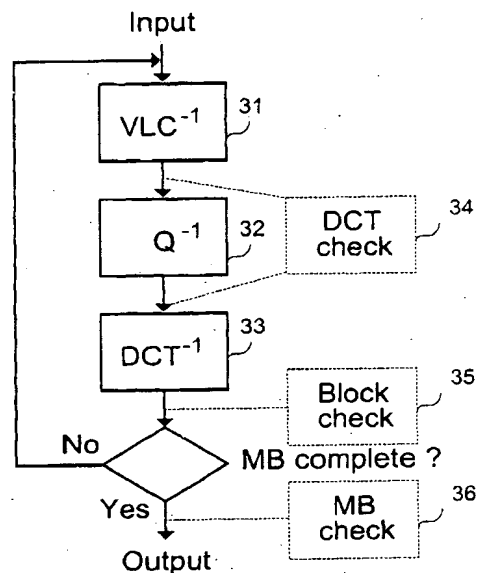 Input
VLC⁻¹
31
Q⁻¹
32
DCT
check
34
DCT⁻¹
33
Block
check
35
No
MB complete ?
Yes
MB
check
36
Output